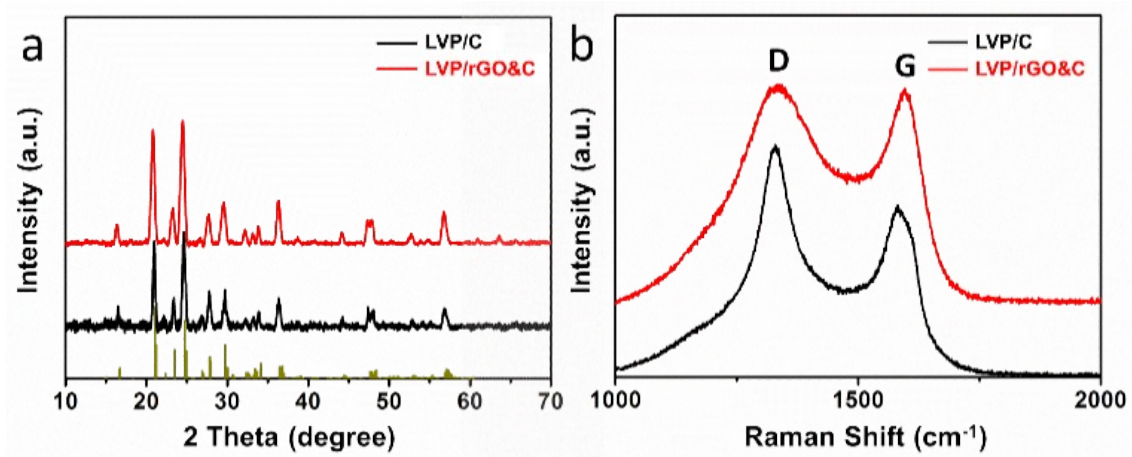 a
LVP/C
LVP/rGO&C
Intensity (a.u.)
10 20 30 40 50 60 70
2 Theta (degree)
b
D G
LVP/C
LVP/rGO&C
Intensity (a.u.)
1000 1500 2000
Raman Shift (cm⁻¹)